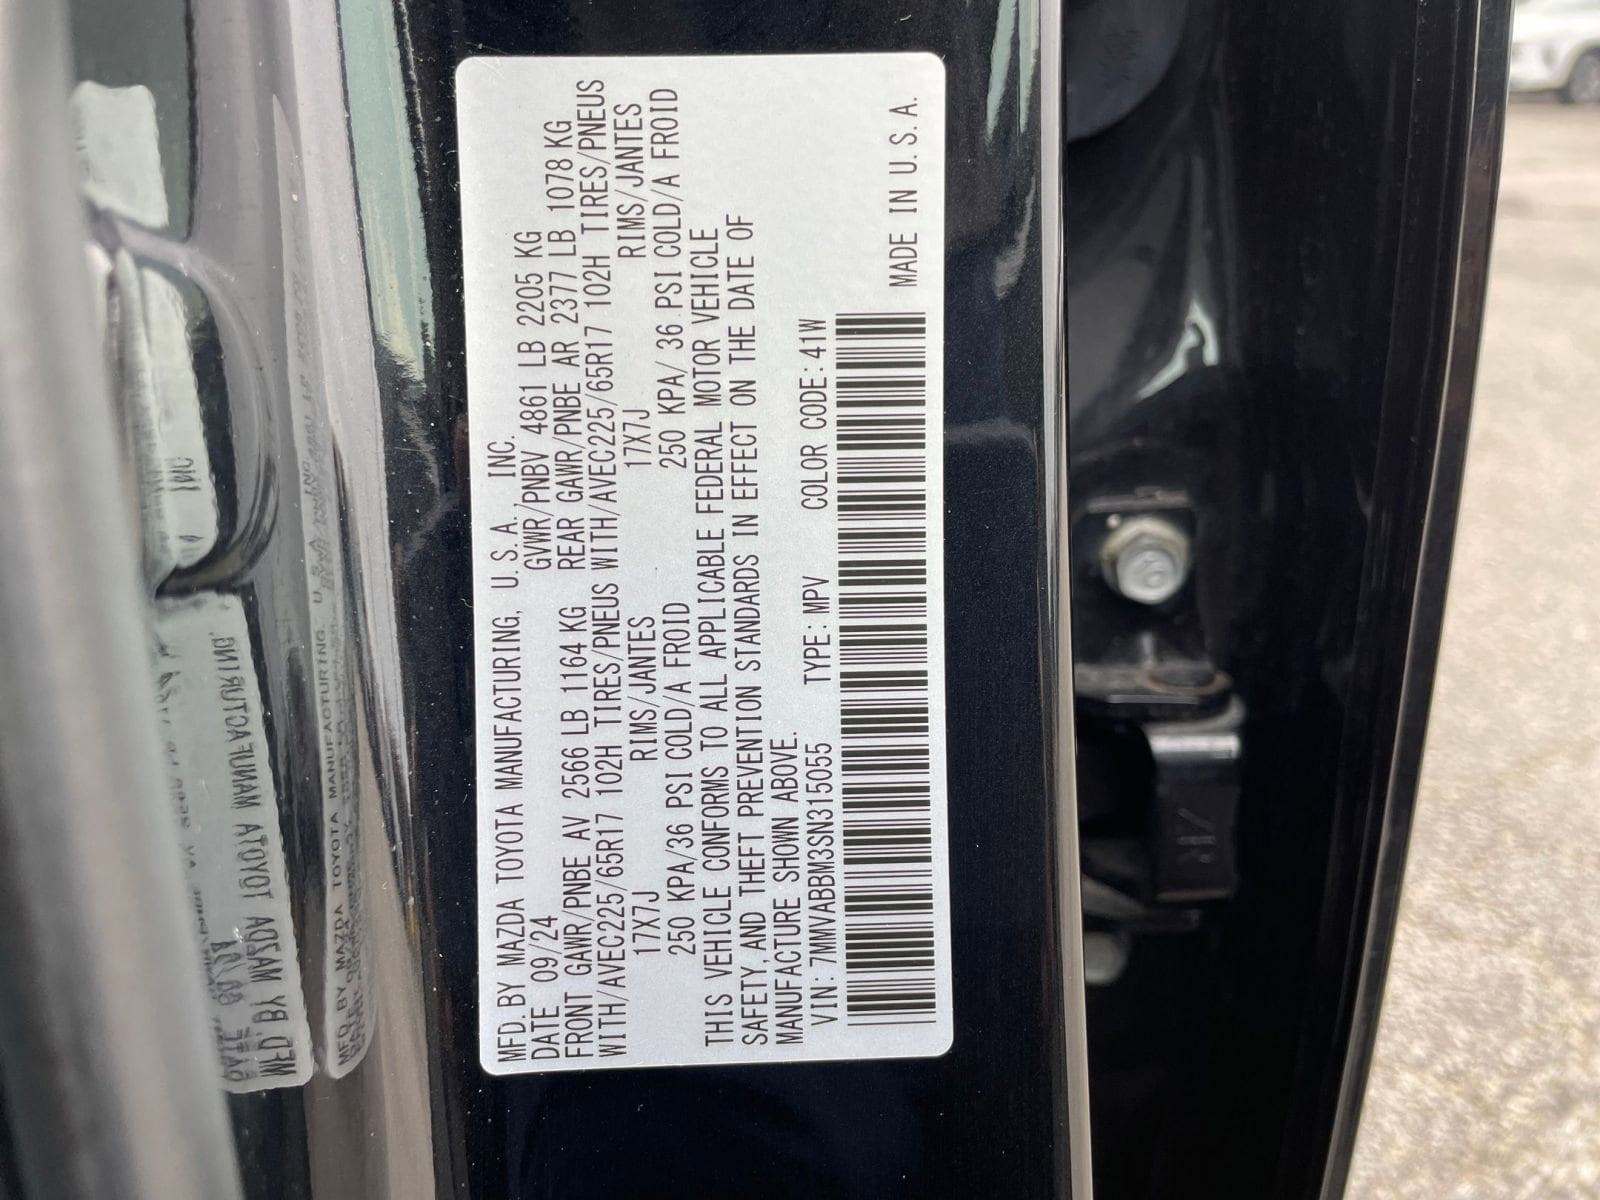 MFD. BY MAZDA TOYOTA MANUFACTURING, U. S. A. , INC.
DATE 09/24 GVWR/PNBV 4861 LB 2205 KG
FRONT GAWR/PNBE AV 2566 LB 1164 KG REAR GAWR/PNBE AR 2377 LB 1078 KG
WITH/AVEC225/65R17 102H TIRES/PNEUS WITH/AVEC225/65R17 102H TIRES/PNEUS
17X7J RIMS/JANTES 17X7J RIMS/JANTES
250 KPA/36 PSI COLD/A FROID 250 KPA/ 36 PSI COLD/A FROID
THIS VEHICLE CONFORMS TO ALL APPLICABLE FEDERAL MOTOR VEHICLE
SAFETY, AND THEFT PREVENTION STANDARDS IN EFFECT ON THE DATE OF
MANUFACTURE SHOWN ABOVE.
VIN: 7MMVABBM3SN315055 TYPE: MPV COLOR CODE: 41W
MADE IN U. S. A.